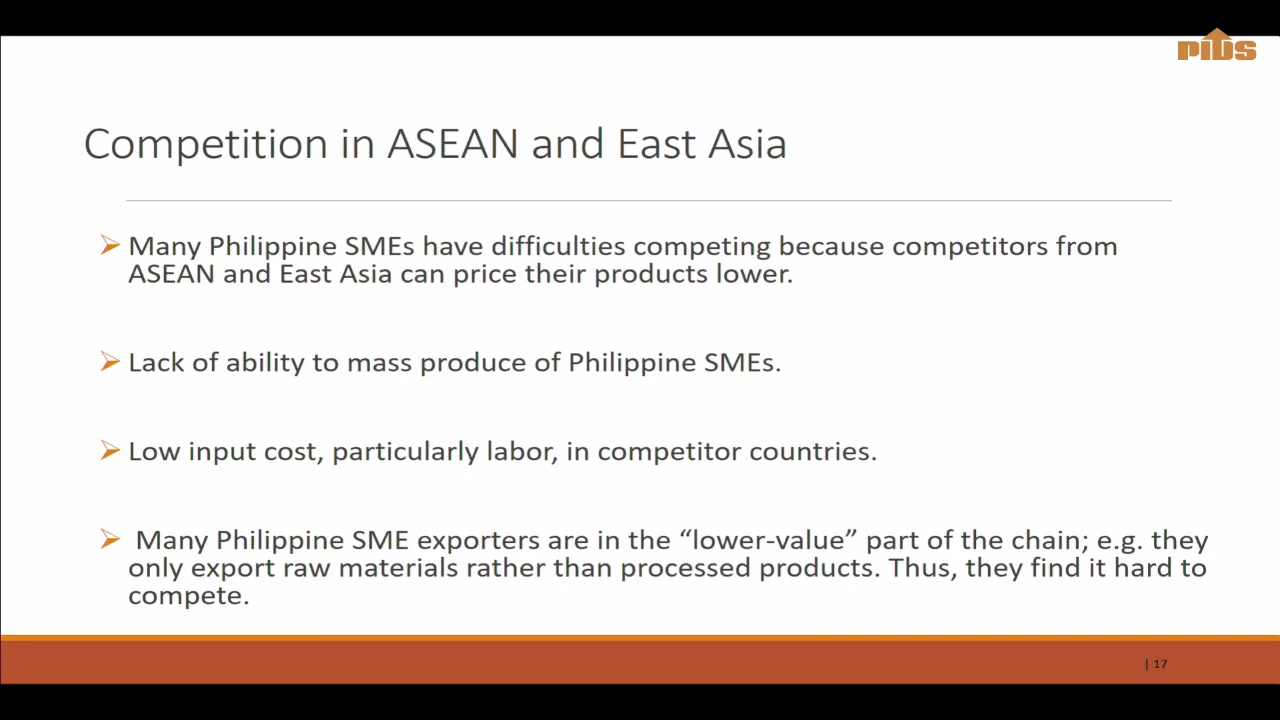 PIDS
Competition in ASEAN and East Asia
Many Philippine SMEs have difficulties competing because competitors from
ASEAN and East Asia can price their products lower.
Lack of ability to mass produce of Philippine SMEs.
Low input cost, particularly labor, in competitor countries.
Many Philippine SME exporters are in the “lower-value” part of the chain; e.g. they
only export raw materials rather than processed products. Thus, they find it hard to
compete.
| 17